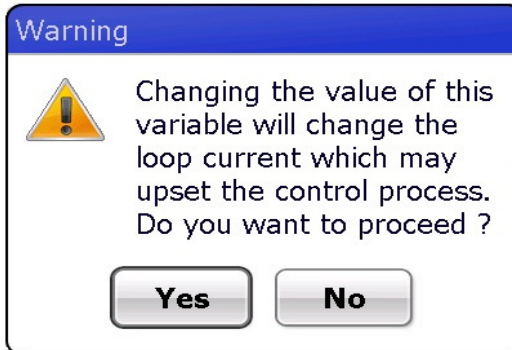 Warning
Changing the value of this
variable will change the
loop current which may
upset the control process.
Do you want to proceed ?
Yes
No